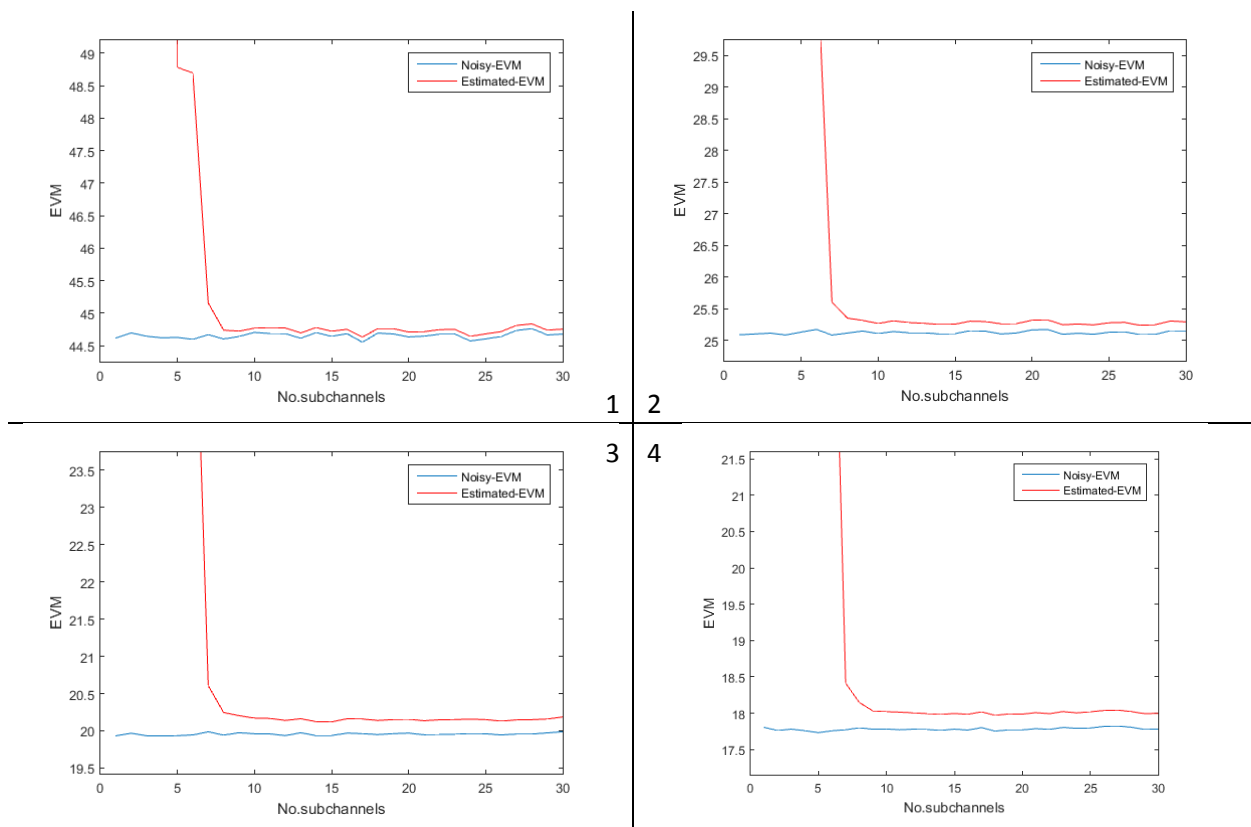 49
48.5
48
47.5
47
46.5
46
45.5
45
44.5
EVM
0 5 10 15 20 25 30
No.subchannels
Noisy-EVM
Estimated-EVM
1
29.5
29
28.5
28
27.5
27
26.5
26
25.5
25
EVM
0 5 10 15 20 25 30
No.subchannels
Noisy-EVM
Estimated-EVM
2
23.5
23
22.5
22
21.5
21
20.5
20
19.5
EVM
0 5 10 15 20 25 30
No.subchannels
Noisy-EVM
Estimated-EVM
3
4
21.5
21
20.5
20
19.5
19
18.5
18
17.5
EVM
0 5 10 15 20 25 30
No.subchannels
Noisy-EVM
Estimated-EVM